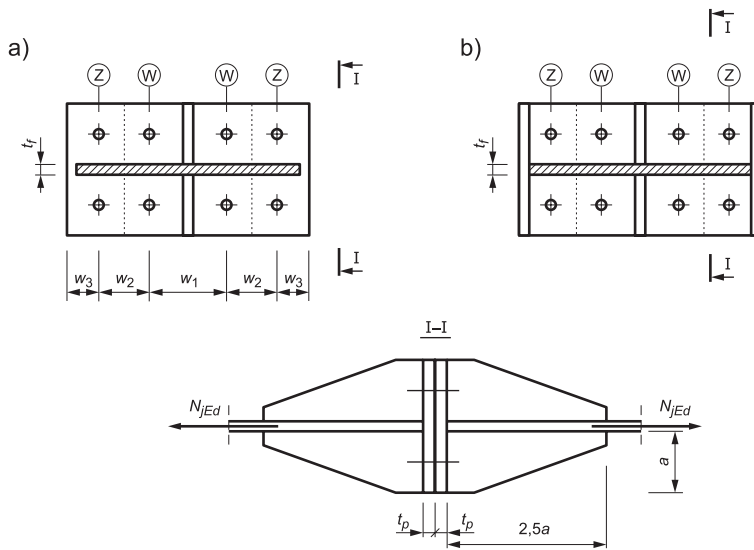 a)
Z W W Z
I
t_f
w_3 w_2 w_1 w_2 w_3
I
b)
I
Z W W Z
t_f
I
I–I
N_jEd
N_jEd
a
t_p t_p
2,5a